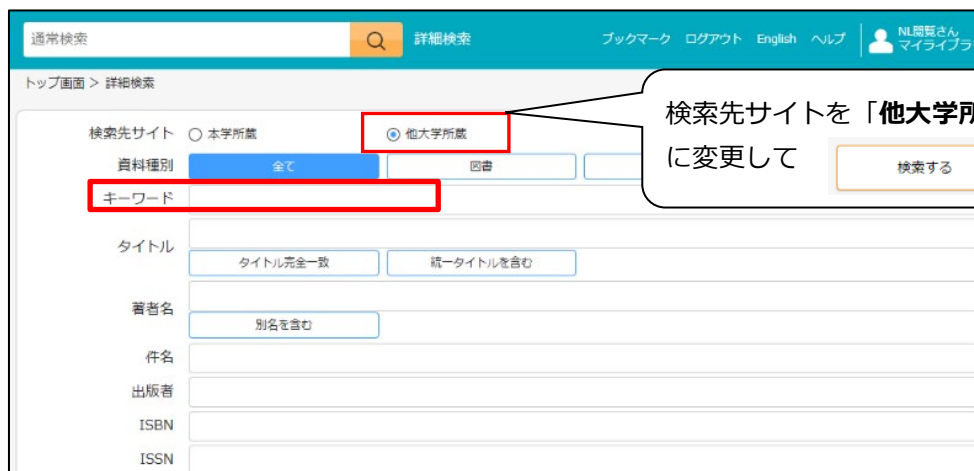 通常検索 詳細検索 ブックマーク ログアウト English ヘルプ NL閲覧さん
マイライブラ
トップ画面 > 詳細検索
検索先サイトを「他大学所
に変更して 検索する
検索先サイト 本学所蔵 他大学所蔵
資料種別 全て 図書
キーワード
タイトル
タイトル完全一致 統一タイトルを含む
著者名
別名を含む
件名
出版者
ISBN
ISSN